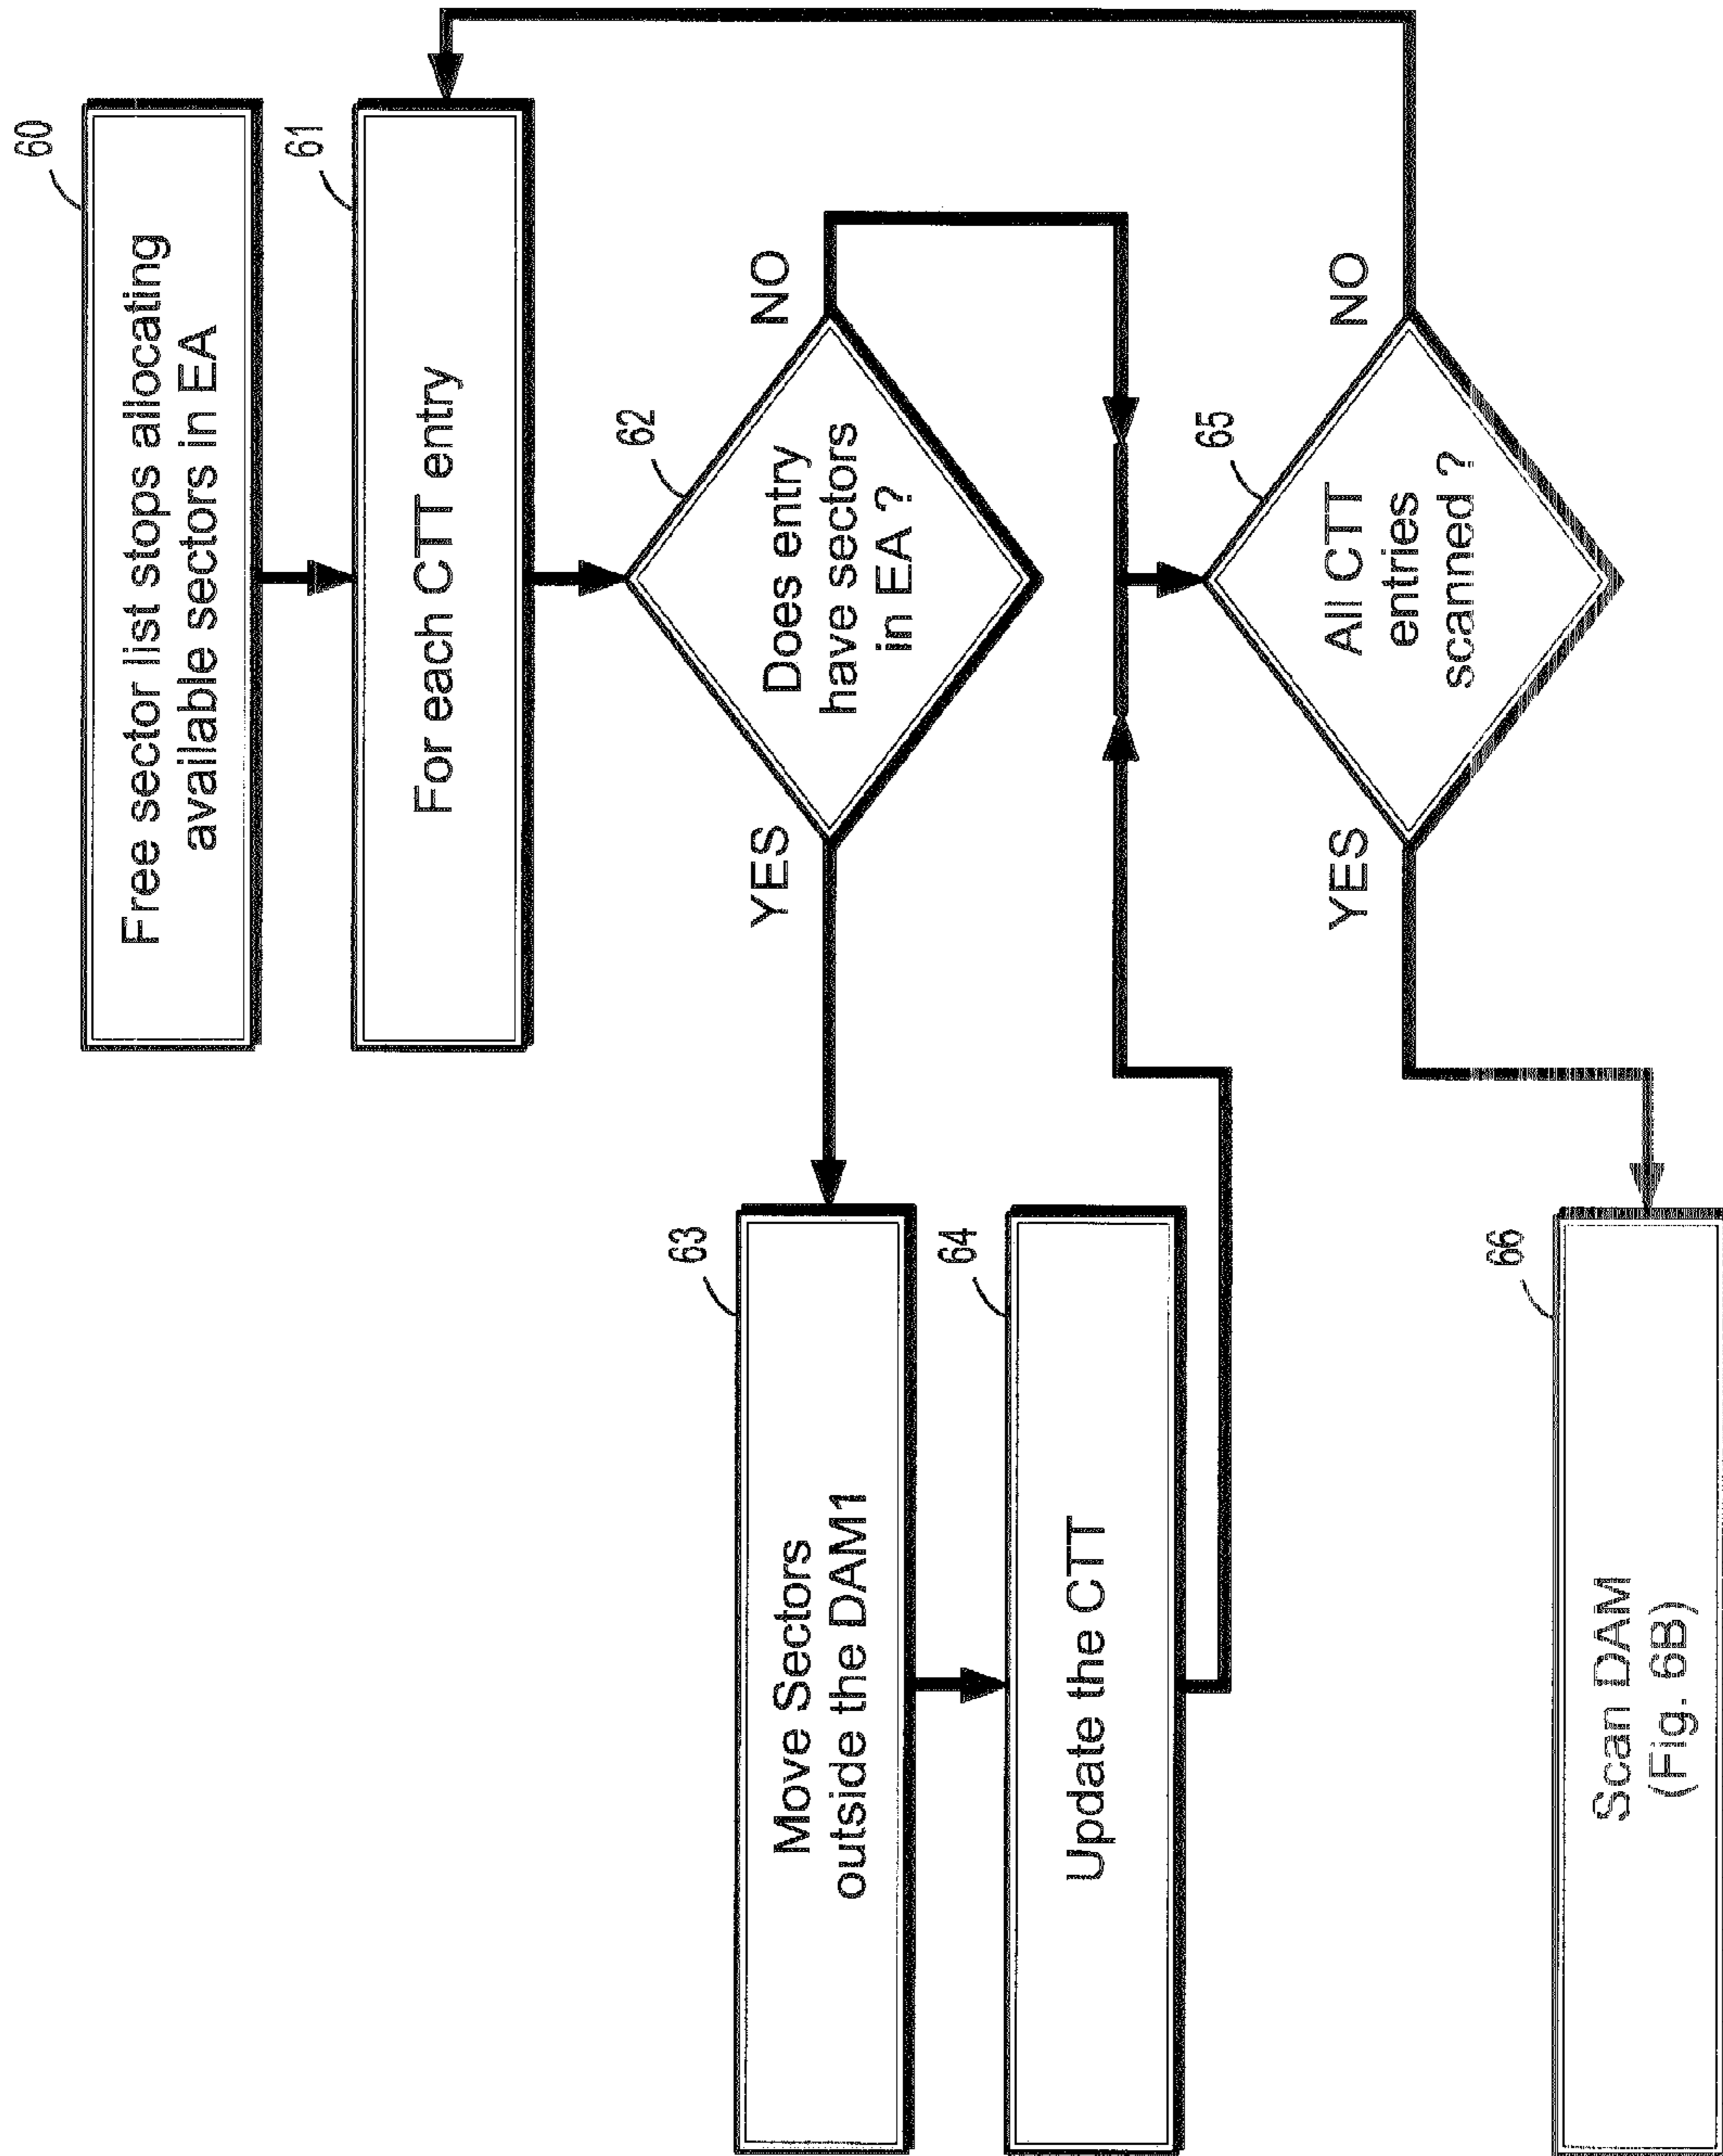 60
Free sector list stops allocating
available sectors in EA
61
For each CTT entry
62
Does entry
have sectors
in EA ?
YES
NO
63
Move Sectors
outside the DAM1
64
Update the CTT
65
All CTT
entries
scanned ?
YES
NO
66
Scan DAM
(Fig. 6B)